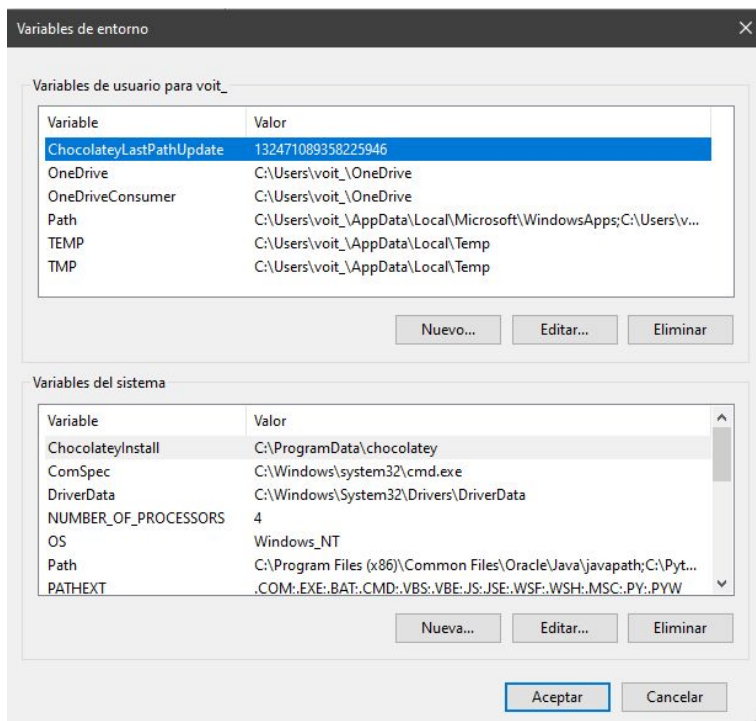 Variables de entorno
Variables de usuario para voit_
Variable Valor
ChocolateyLastPathUpdate 132471089358225946
OneDrive C:\Users\voit_\OneDrive
OneDriveConsumer C:\Users\voit_\OneDrive
Path C:\Users\voit_\AppData\Local\Microsoft\WindowsApps;C:\Users\v...
TEMP C:\Users\voit_\AppData\Local\Temp
TMP C:\Users\voit_\AppData\Local\Temp
Nuevo... Editar... Eliminar
Variables del sistema
Variable Valor
ChocolateyInstall C:\ProgramData\chocolatey
ComSpec C:\Windows\system32\cmd.exe
DriverData C:\Windows\System32\Drivers\DriverData
NUMBER_OF_PROCESSORS 4
OS Windows_NT
Path C:\Program Files (x86)\Common Files\Oracle\Java\javapath;C:\Pyt...
PATHEXT .COM;.EXE;.BAT;.CMD;.VBS;.VBE;.JS;.JSE;.WSF;.WSH;.MSC;.PY;.PYW
Nueva... Editar... Eliminar
Aceptar Cancelar